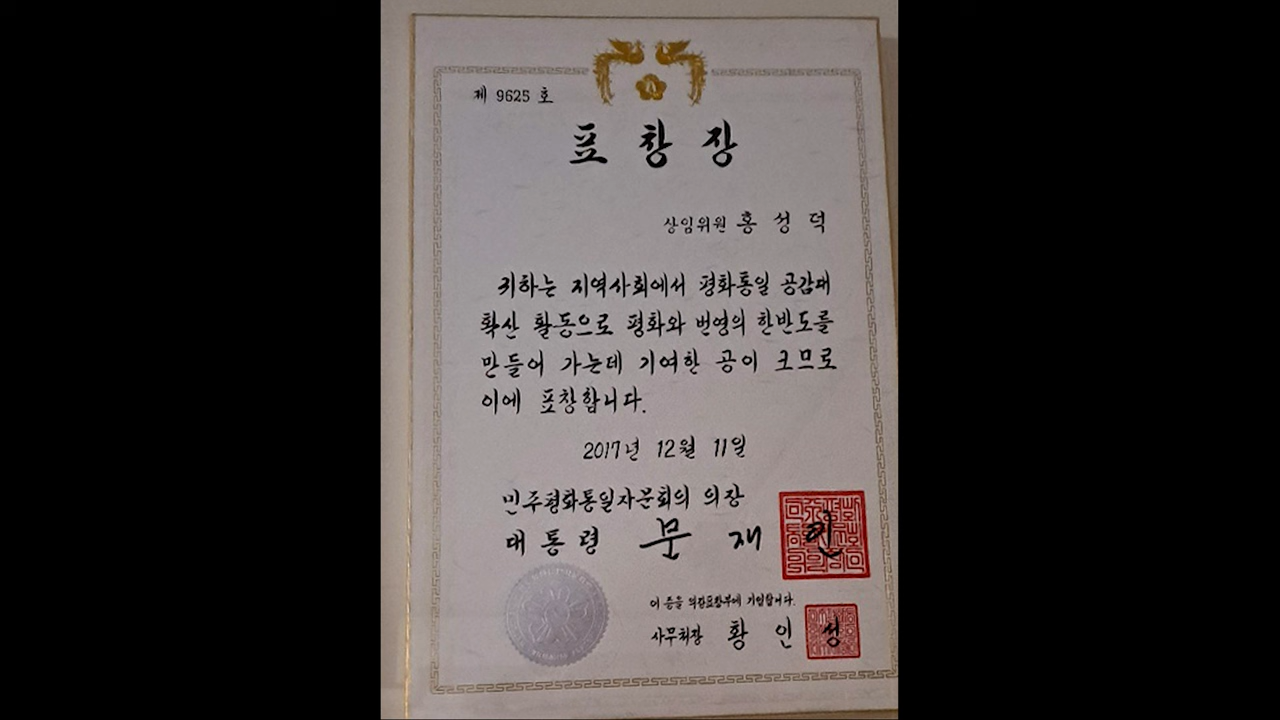 제 9625 호
표 창 장
상임위원 홍 성 덕
귀하는 지역사회에서 평화통일 공감대
확산 활동으로 평화와 번영의 한반도를
만들어 가는데 기여한 공이 크므로
이에 표창합니다.
2017년 12월 11일
민주평화통일자문회의 의장
대 통 령 문 재 인
이 증을 의장표창부에 기입합니다.
사무처장 황 인 성